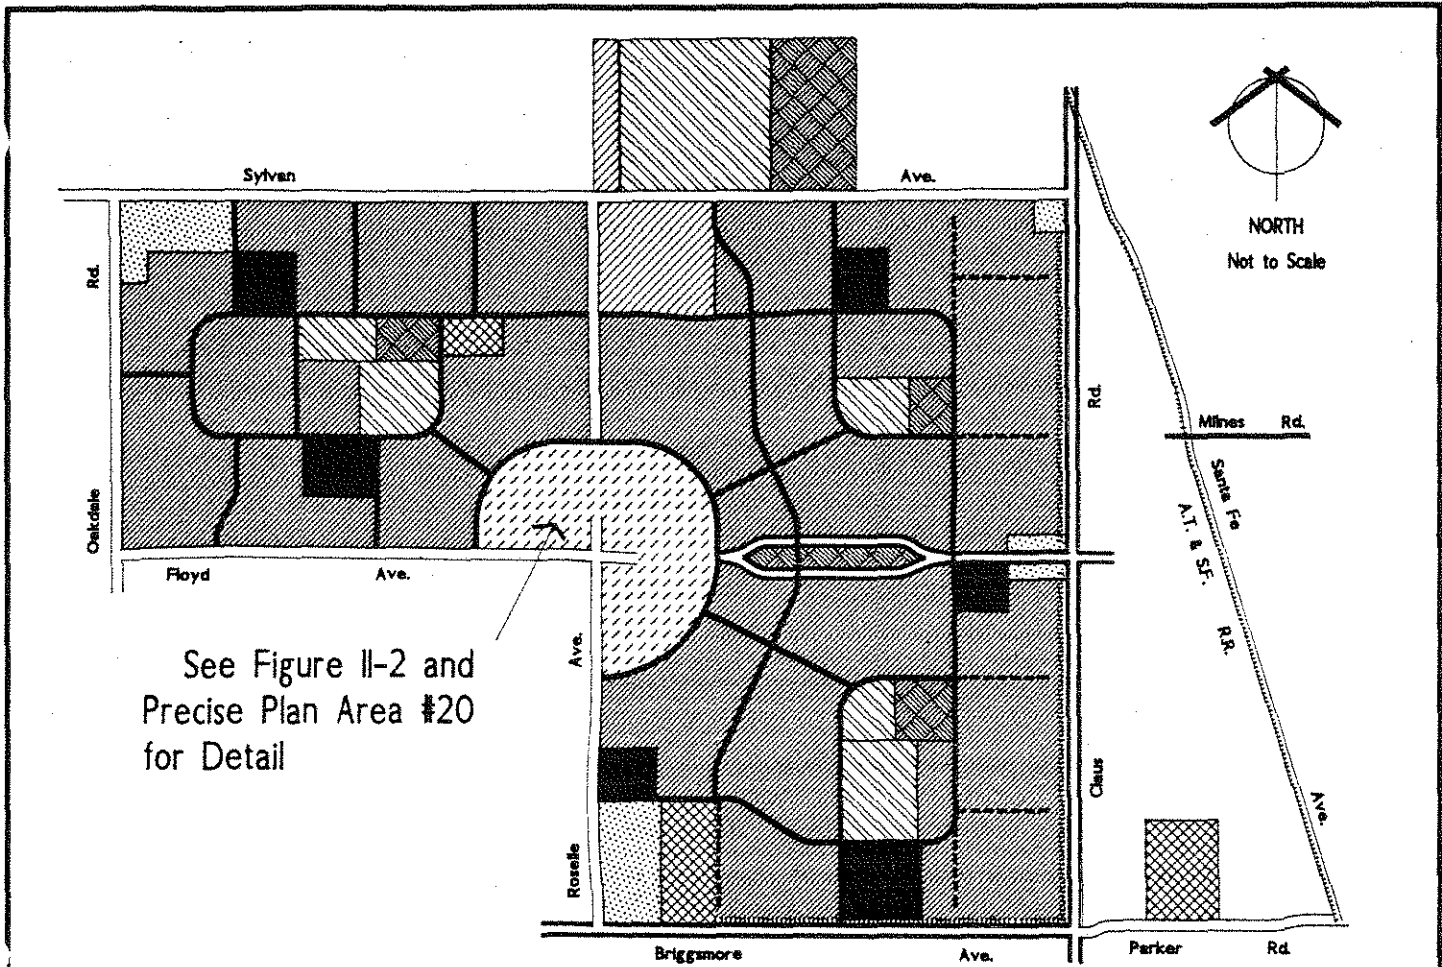 Sylvan Ave.
NORTH
Not to Scale
Rd.
Oakdale
Rd.
Milnes Rd.
Santa Fe
A.T. & S.F. R.R.
Ave.
Floyd Ave.
See Figure II-2 and
Precise Plan Area #20
for Detail
Ave.
Roselle
Claus
Briggsmore Ave.
Parker Rd.